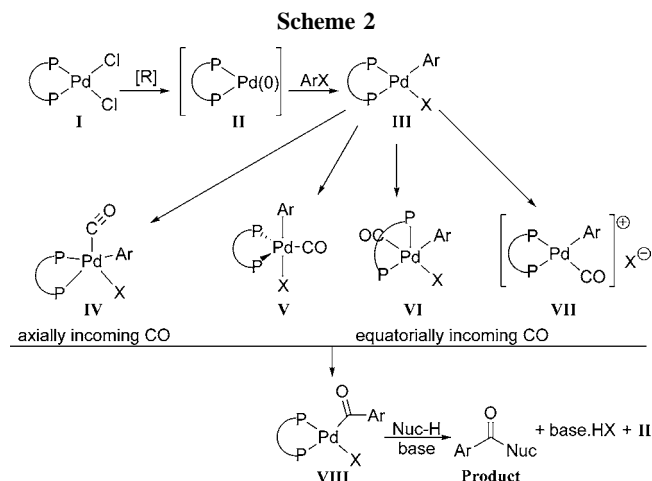 Scheme 2
P Pd Cl [R] P Pd(0) ArX P Pd Ar
P Cl P P X
I II III
C O Ar
P Pd Ar P Pd CO OC P Pd Ar P Pd Ar ⊕
P X P X P X P CO X ⊖
IV V VI VII
axially incoming CO equatorially incoming CO
O O
P Pd Ar Nuc-H + base.HX + II
P X base Ar Nuc
VIII Product